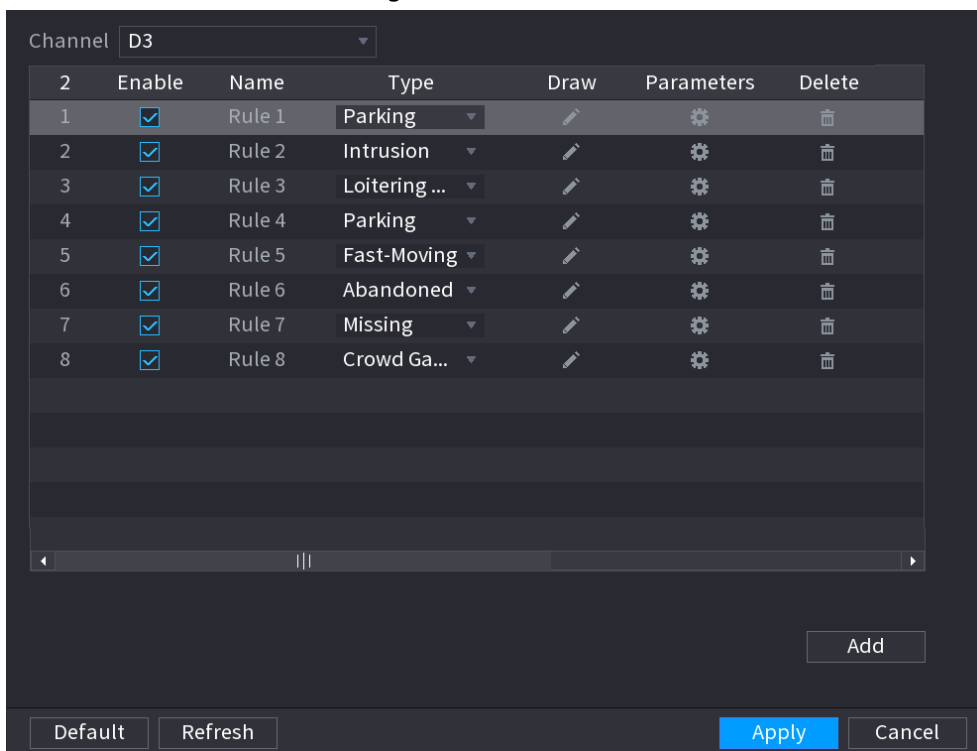 Channel D3
2 Enable Name Type Draw Parameters Delete
1 Rule 1 Parking
2 Rule 2 Intrusion
3 Rule 3 Loitering ...
4 Rule 4 Parking
5 Rule 5 Fast-Moving
6 Rule 6 Abandoned
7 Rule 7 Missing
8 Rule 8 Crowd Ga...
Add
Default Refresh Apply Cancel